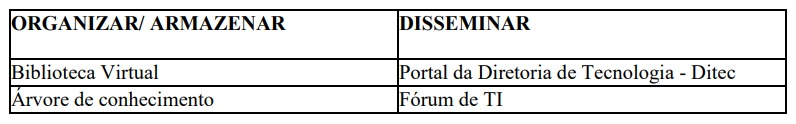 ORGANIZAR/ ARMAZENAR
DISSEMINAR
Biblioteca Virtual
Portal da Diretoria de Tecnologia - Ditec
Árvore de conhecimento
Fórum de TI